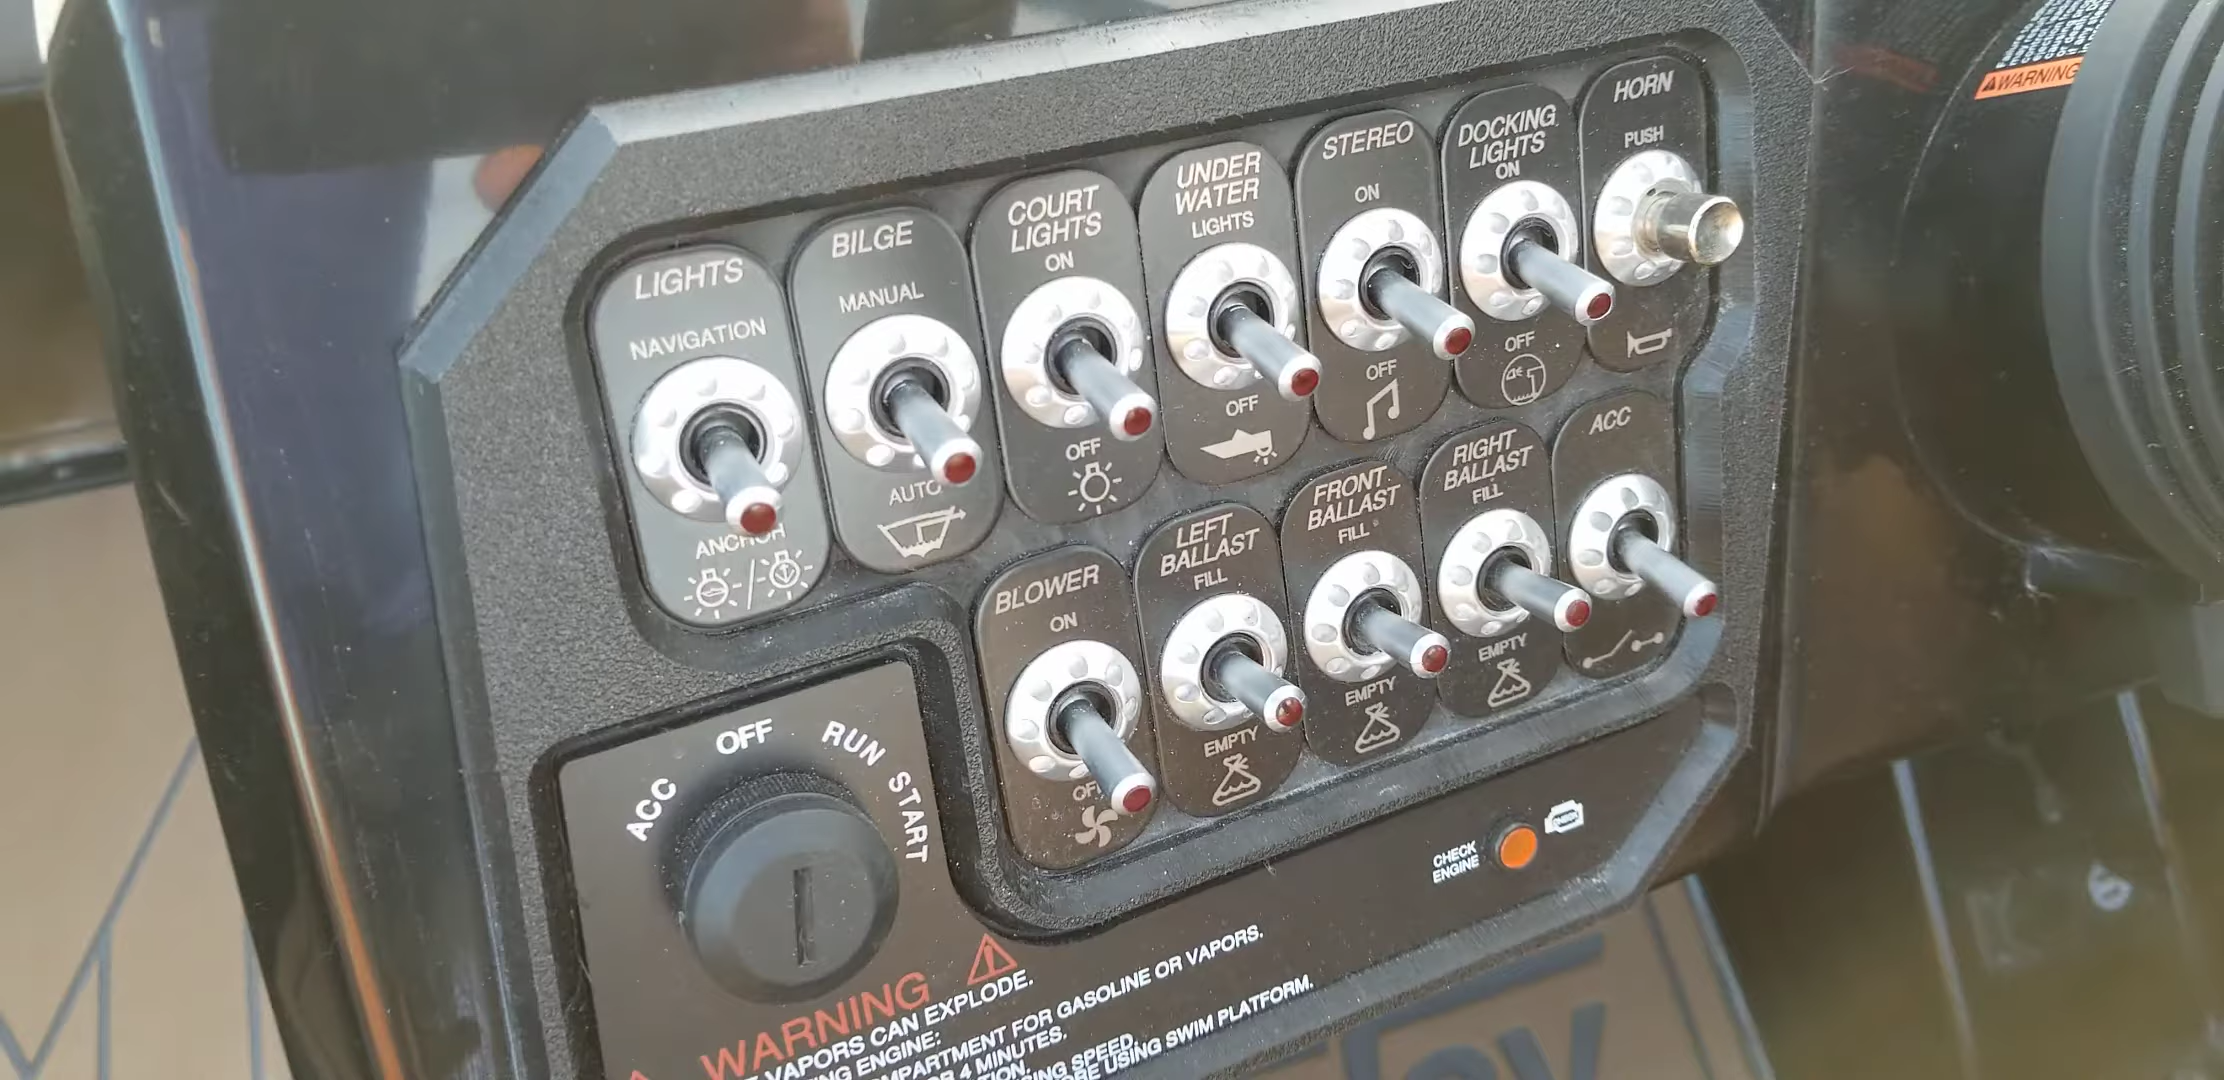 LIGHTS
NAVIGATION
ANCHOR
BILGE
MANUAL
AUTO
COURT
LIGHTS
ON
OFF
UNDER
WATER
LIGHTS
OFF
STEREO
ON
OFF
DOCKING
LIGHTS
ON
OFF
HORN
PUSH
BLOWER
ON
OFF
LEFT
BALLAST
FILL
EMPTY
FRONT
BALLAST
FILL
EMPTY
RIGHT
BALLAST
FILL
EMPTY
ACC
ACC OFF RUN START
CHECK
ENGINE
WARNING
VAPORS CAN EXPLODE.
ENGINE:
COMPARTMENT FOR GASOLINE OR VAPORS.
4 MINUTES.
SPEED.
USING SWIM PLATFORM.
WARNING